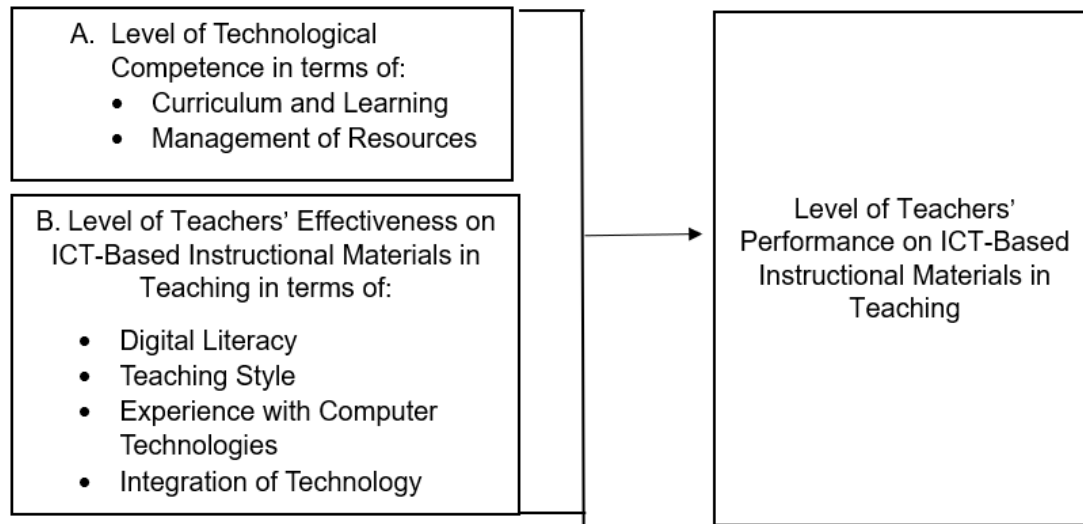 A. Level of Technological
Competence in terms of:
• Curriculum and Learning
• Management of Resources
B. Level of Teachers’ Effectiveness on
ICT-Based Instructional Materials in
Teaching in terms of:
• Digital Literacy
• Teaching Style
• Experience with Computer
Technologies
• Integration of Technology
Level of Teachers’
Performance on ICT-Based
Instructional Materials in
Teaching